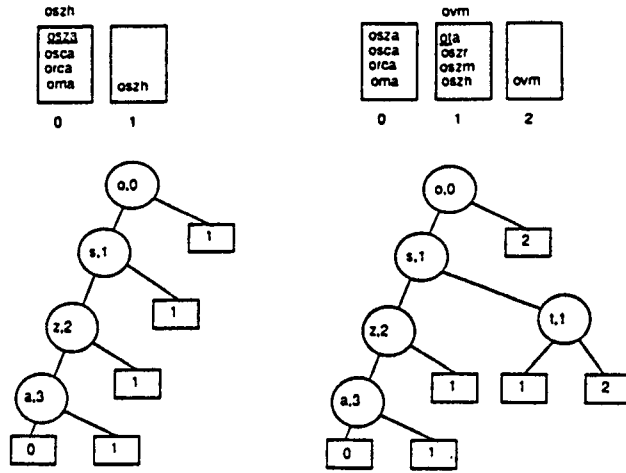 oszh
osza
osca
orca
oma
oszh
0 1
o,0
1
s,1
1
z,2
1
a,3
0 1
ovm
osza
osca
orca
oma
ota
oszr
oszm
oszh
ovm
0 1 2
o,0
2
s,1
z,2
t,1
1
1
2
a,3
0
1